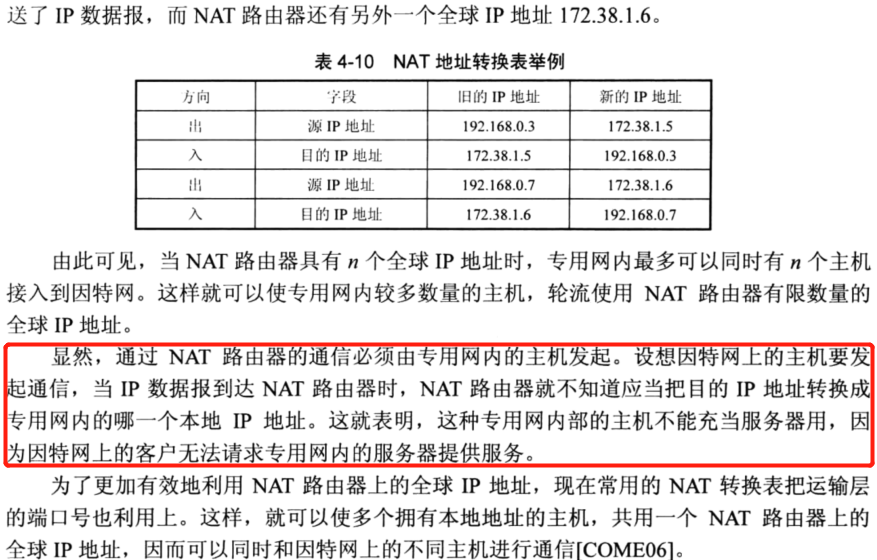 送了 IP 数据报，而 NAT 路由器还有另外一个全球 IP 地址 172.38.1.6。
表 4-10 NAT 地址转换表举例
方向 字段 旧的 IP 地址 新的 IP 地址
出 源 IP 地址 192.168.0.3 172.38.1.5
入 目的 IP 地址 172.38.1.5 192.168.0.3
出 源 IP 地址 192.168.0.7 172.38.1.6
入 目的 IP 地址 172.38.1.6 192.168.0.7
由此可见，当 NAT 路由器具有 n 个全球 IP 地址时，专用网内最多可以同时有 n 个主机
接入到因特网。这样就可以使专用网内较多数量的主机，轮流使用 NAT 路由器有限数量的
全球 IP 地址。
显然，通过 NAT 路由器的通信必须由专用网内的主机发起。设想因特网上的主机要发
起通信，当 IP 数据报到达 NAT 路由器时，NAT 路由器就不知道应当把目的 IP 地址转换成
专用网内的哪一个本地 IP 地址。这就表明，这种专用网内部的主机不能充当服务器用，因
为因特网上的客户无法请求专用网内的服务器提供服务。
为了更加有效地利用 NAT 路由器上的全球 IP 地址，现在常用的 NAT 转换表把运输层
的端口号也利用上。这样，就可以使多个拥有本地地址的主机，共用一个 NAT 路由器上的
全球 IP 地址，因而可以同时和因特网上的不同主机进行通信[COME06]。